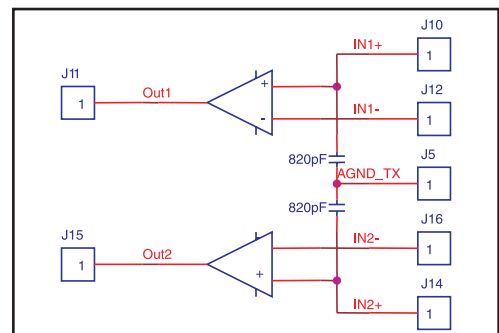 J10
IN1+
1
J11
Out1
1
+
-
J12
IN1-
1
820pF
J5
AGND_TX
1
820pF
J16
IN2-
1
J15
Out2
1
-
+
J14
IN2+
1